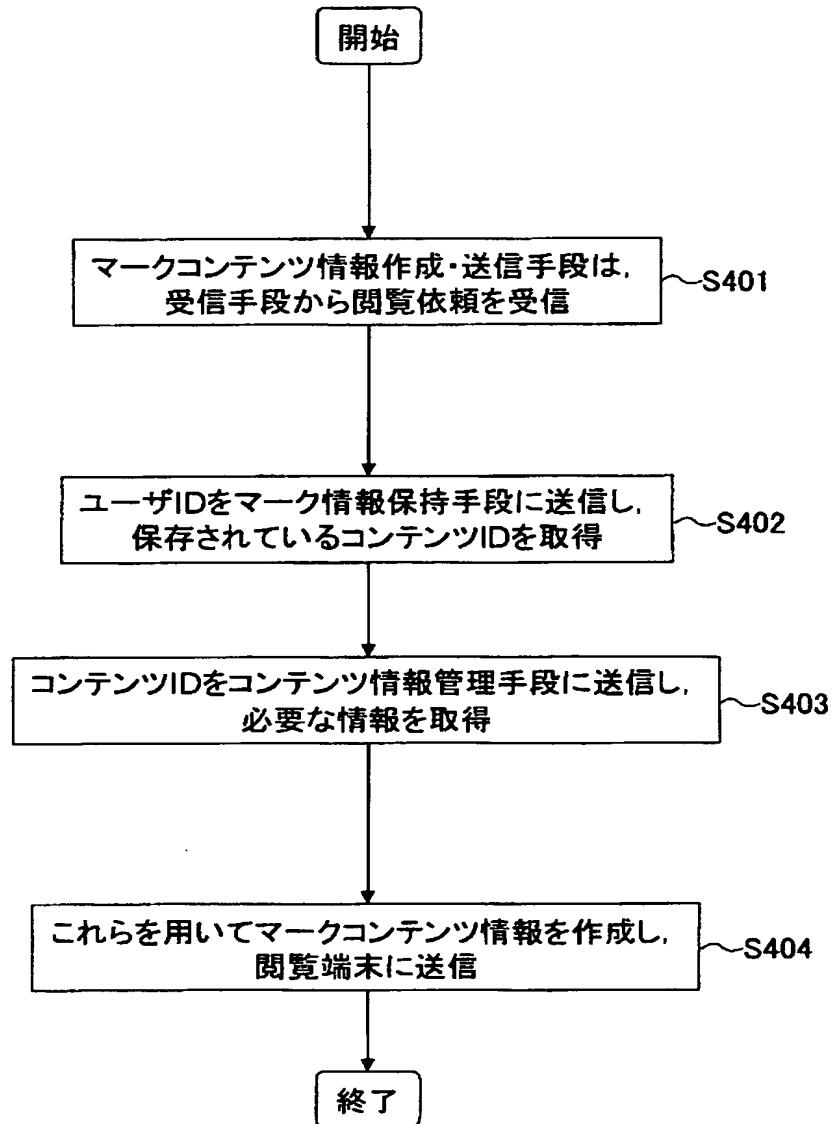 開始
マークコンテンツ情報作成・送信手段は,
受信手段から閲覧依頼を受信
S401
ユーザIDをマーク情報保持手段に送信し,
保存されているコンテンツIDを取得
S402
コンテンツIDをコンテンツ情報管理手段に送信し,
必要な情報を取得
S403
これらを用いてマークコンテンツ情報を作成し,
閲覧端末に送信
S404
終了